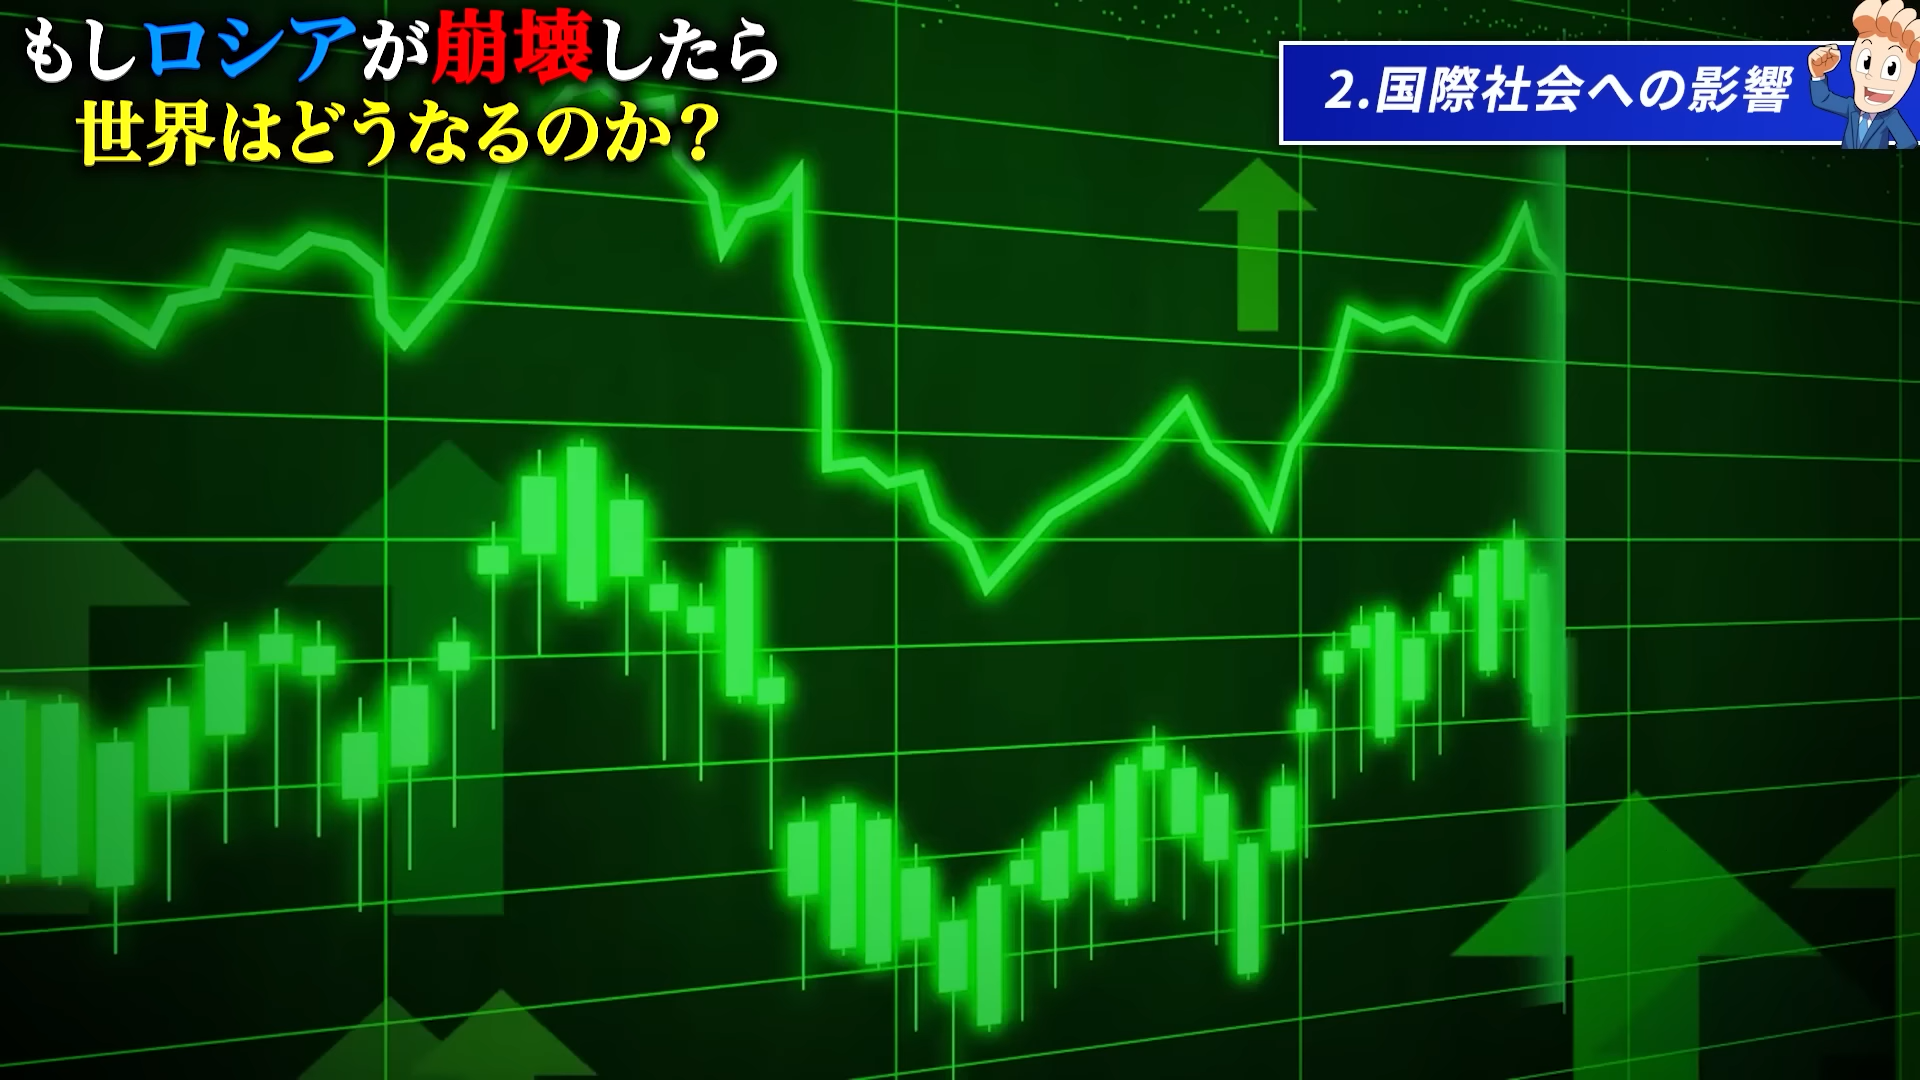 もしロシアが崩壊したら
世界はどうなるのか？
2.国際社会への影響